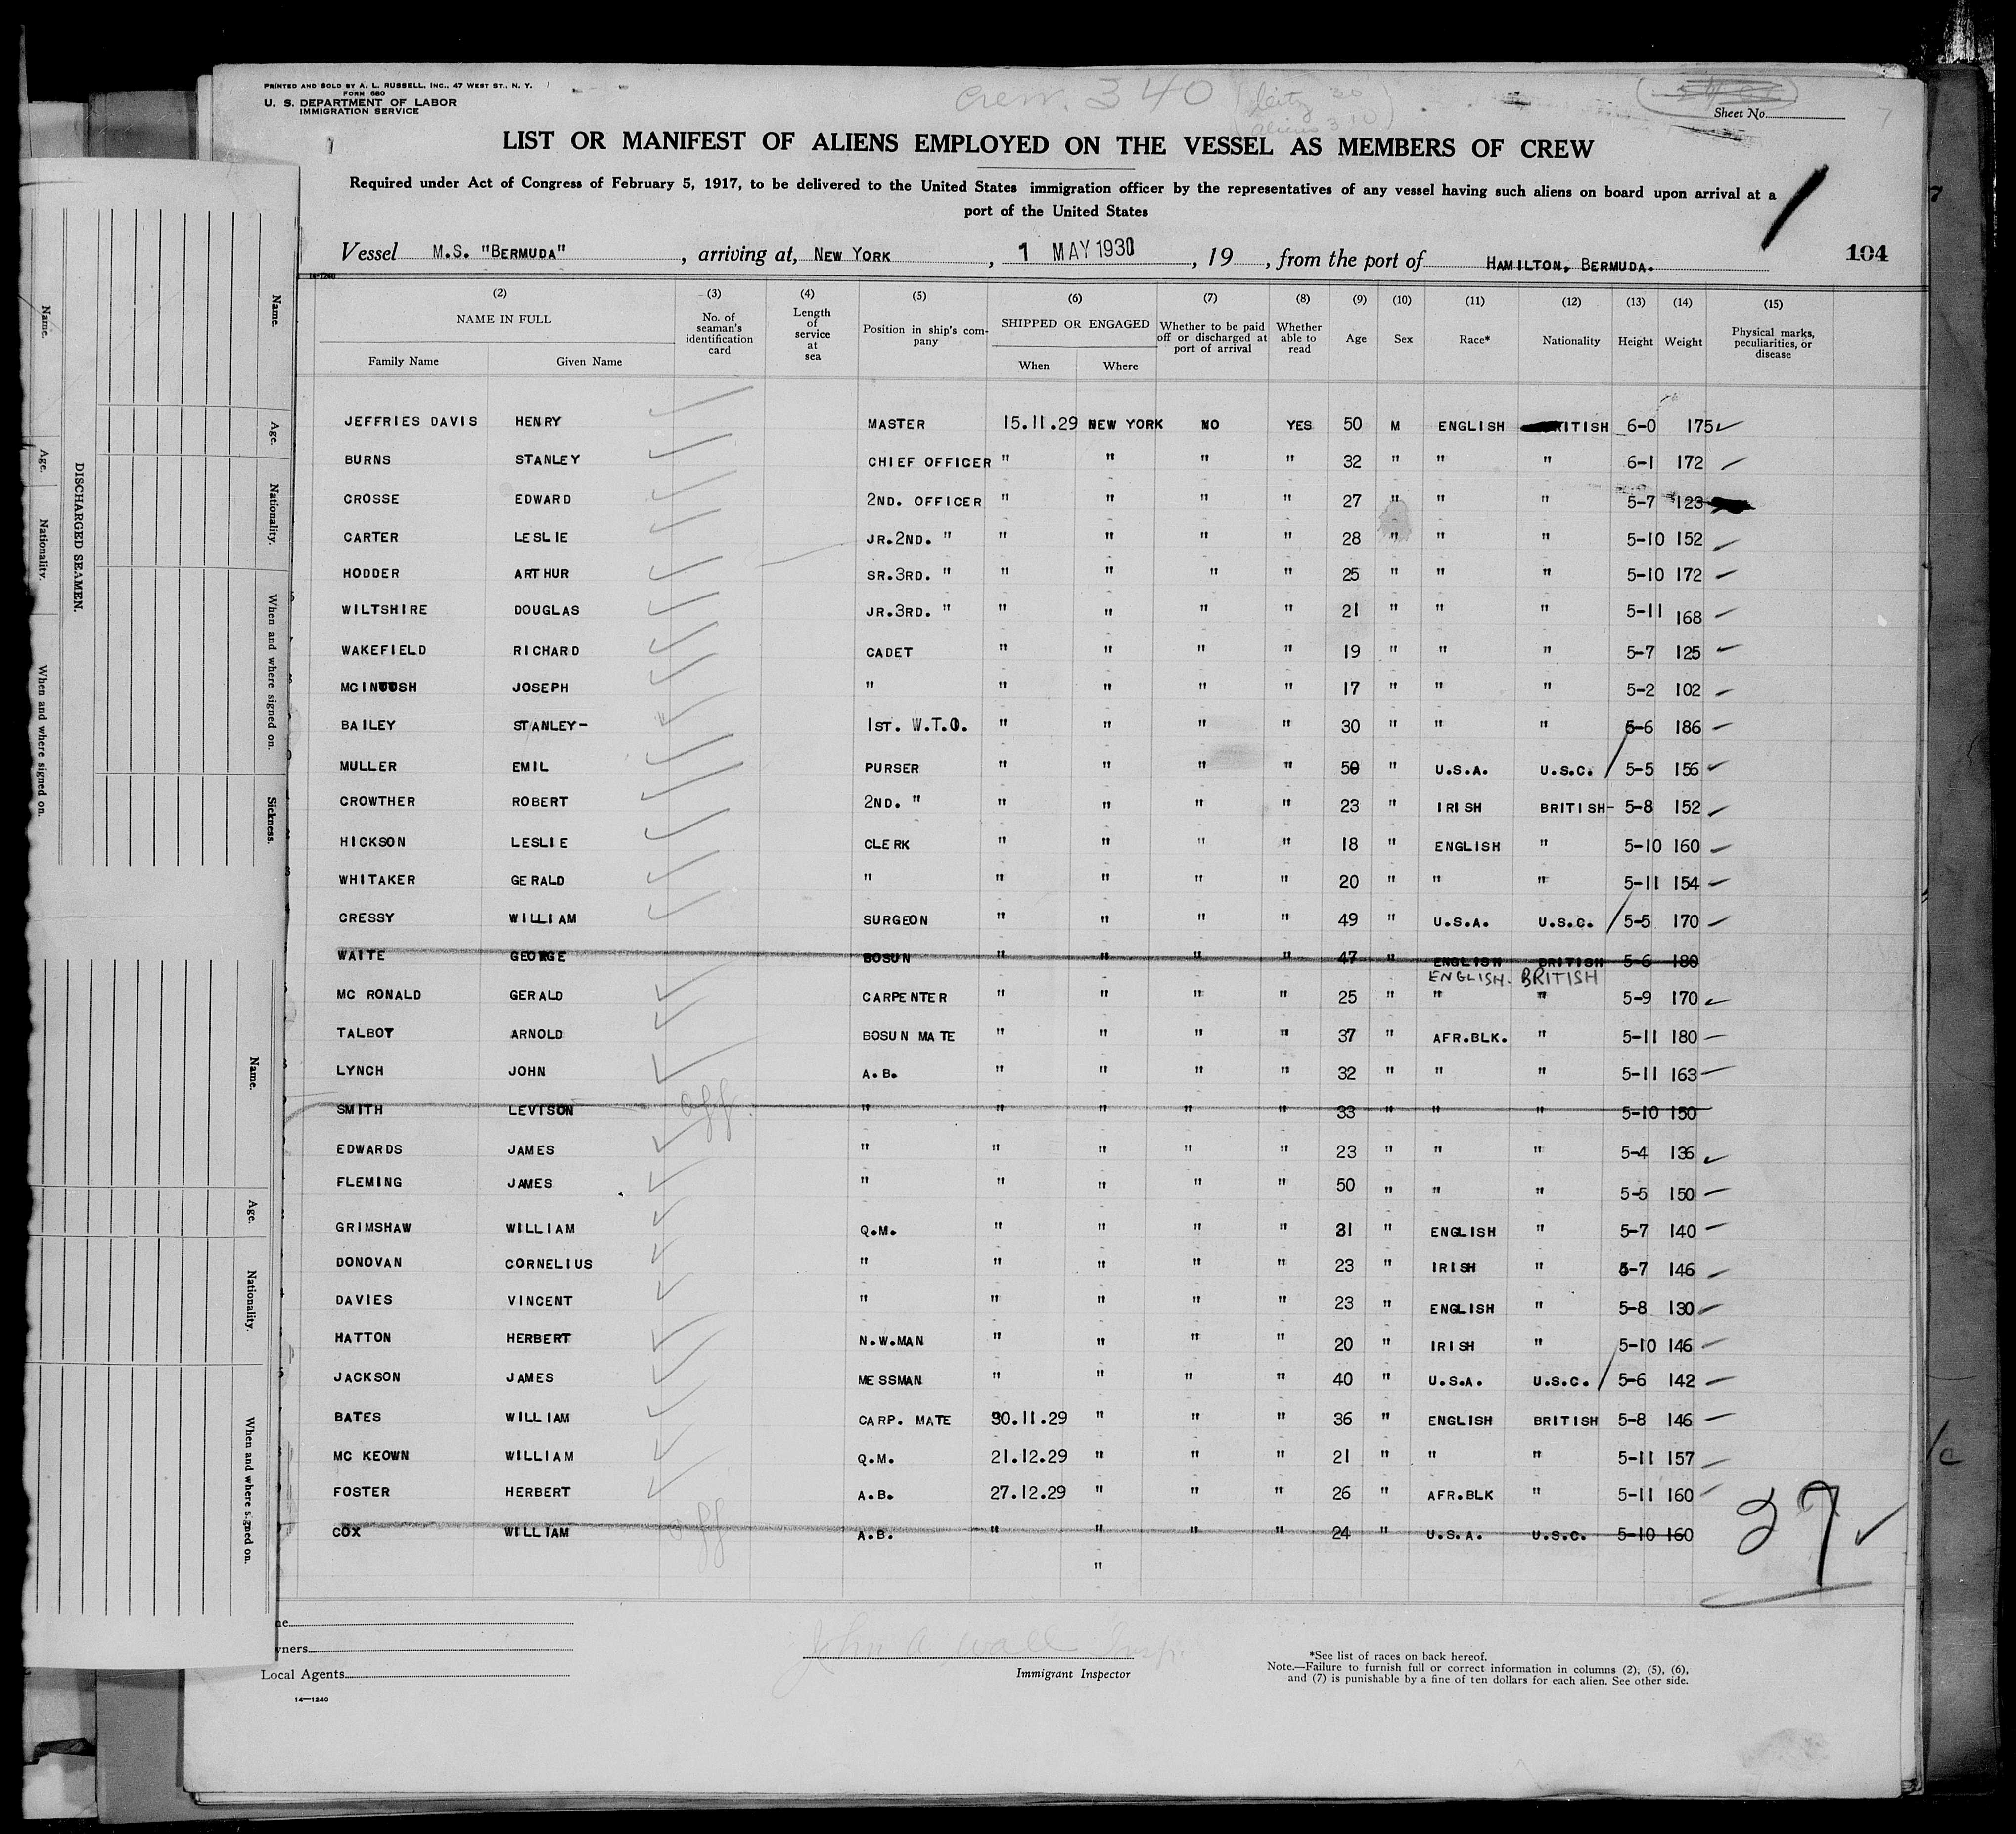 PRINTED AND SOLD BY A. L. RUSSELL, INC., 47 WEST ST., N. Y.
FORM 680
U. S. DEPARTMENT OF LABOR
IMMIGRATION SERVICE
Crew. 340
aliens 310
Sheet No.
7
LIST OR MANIFEST OF ALIENS EMPLOYED ON THE VESSEL AS MEMBERS OF CREW
Required under Act of Congress of February 5, 1917, to be delivered to the United States immigration officer by the representatives of any vessel having such aliens on board upon arrival at a
port of the United States
Vessel M.S. "BERMUDA", arriving at, NEW YORK, 1 MAY 1930, 19 , from the port of HAMILTON, BERMUDA. 104
14-1240
(2) (3) (4) (5) (6) (7) (8) (9) (10) (11) (12) (13) (14) (15)
NAME IN FULL No. of seaman's identification card Length of service at sea Position in ship's company SHIPPED OR ENGAGED Whether to be paid off or discharged at port of arrival Whether able to read Age Sex Race* Nationality Height Weight Physical marks, peculiarities, or disease
Family Name Given Name When Where
JEFFRIES DAVIS HENRY MASTER 15.11.29 NEW YORK NO YES 50 M ENGLISH BRITISH 6-0 175
BURNS STANLEY CHIEF OFFICER " " " " 32 " " " 6-1 172
CROSSE EDWARD 2ND. OFFICER " " " " 27 " " " 5-7 123
CARTER LESLIE JR.2ND. " " " " " 28 " " " 5-10 152
HODDER ARTHUR SR.3RD. " " " " " 25 " " " 5-10 172
WILTSHIRE DOUGLAS JR.3RD. " " " " " 21 " " " 5-11 168
WAKEFIELD RICHARD CADET " " " " 19 " " " 5-7 125
MCINTOSH JOSEPH " " " " " 17 " " " 5-2 102
BAILEY STANLEY- 1ST. W.T.O. " " " " 30 " " " 5-6 186
MULLER EMIL PURSER " " " " 50 " U.S.A. U.S.C. 5-5 156
CROWTHER ROBERT 2ND. " " " " " 23 " IRISH BRITISH- 5-8 152
HICKSON LESLIE CLERK " " " " 18 " ENGLISH " 5-10 160
WHITAKER GERALD " " " " " 20 " " " 5-11 154
CRESSY WILLIAM SURGEON " " " " 49 " U.S.A. U.S.C. 5-5 170
WAITE GEORGE BOSUN " " " " 47 " ENGLISH BRITISH 5-6 180
ENGLISH- BRITISH
MC RONALD GERALD CARPENTER " " " " 25 " " " 5-9 170
TALBOT ARNOLD BOSUN MATE " " " " 37 " AFR.BLK. " 5-11 180
LYNCH JOHN A.B. " " " " 32 " " " 5-11 163
SMITH LEVISON off " " " " " 33 " " " 5-10 150
EDWARDS JAMES " " " " " 23 " " " 5-4 136
FLEMING JAMES " " " " " 50 " " " 5-5 150
GRIMSHAW WILLIAM Q.M. " " " " 31 " ENGLISH " 5-7 140
DONOVAN CORNELIUS " " " " " 23 " IRISH " 5-7 146
DAVIES VINCENT " " " " " 23 " ENGLISH " 5-8 130
HATTON HERBERT N.W.MAN " " " " 20 " IRISH " 5-10 146
JACKSON JAMES MESSMAN " " " " 40 " U.S.A. U.S.C. 5-6 142
BATES WILLIAM CARP. MATE 30.11.29 " " " 36 " ENGLISH BRITISH 5-8 146
MC KEOWN WILLIAM Q.M. 21.12.29 " " " 21 " " " 5-11 157
FOSTER HERBERT A.B. 27.12.29 " " " 26 " AFR.BLK " 5-11 160
COX WILLIAM off A.B. " " " " 24 " U.S.A. U.S.C. 5-10 160
"
27
wners
Local Agents
14—1240
John A. Wall Insp.
Immigrant Inspector
*See list of races on back hereof.
Note.—Failure to furnish full or correct information in columns (2), (5), (6),
and (7) is punishable by a fine of ten dollars for each alien. See other side.
DISCHARGED SEAMEN.
Name. Age. Nationality. When and where signed on. Sickness.
Name. Age. Nationality. When and where signed on.
Name. Age. Nationality. When and where signed on.